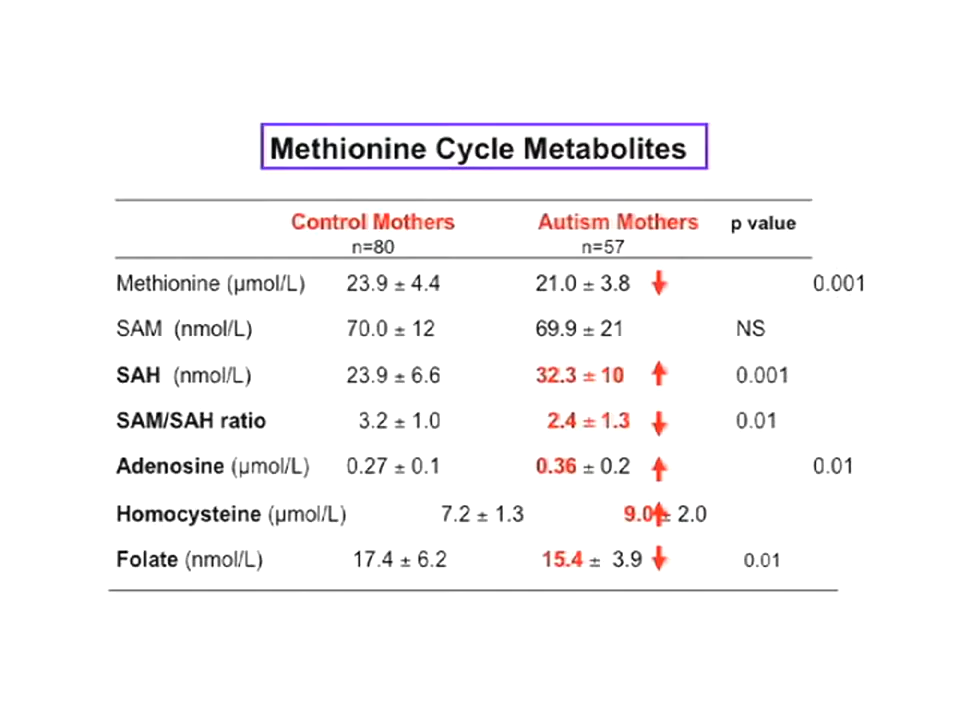 Methionine Cycle Metabolites
Control Mothers Autism Mothers p value
n=80 n=57
Methionine (µmol/L) 23.9 ± 4.4 21.0 ± 3.8 0.001
SAM (nmol/L) 70.0 ± 12 69.9 ± 21 NS
SAH (nmol/L) 23.9 ± 6.6 32.3 ± 10 0.001
SAM/SAH ratio 3.2 ± 1.0 2.4 ± 1.3 0.01
Adenosine (µmol/L) 0.27 ± 0.1 0.36 ± 0.2 0.01
Homocysteine (µmol/L) 7.2 ± 1.3 9.0 ± 2.0
Folate (nmol/L) 17.4 ± 6.2 15.4 ± 3.9 0.01